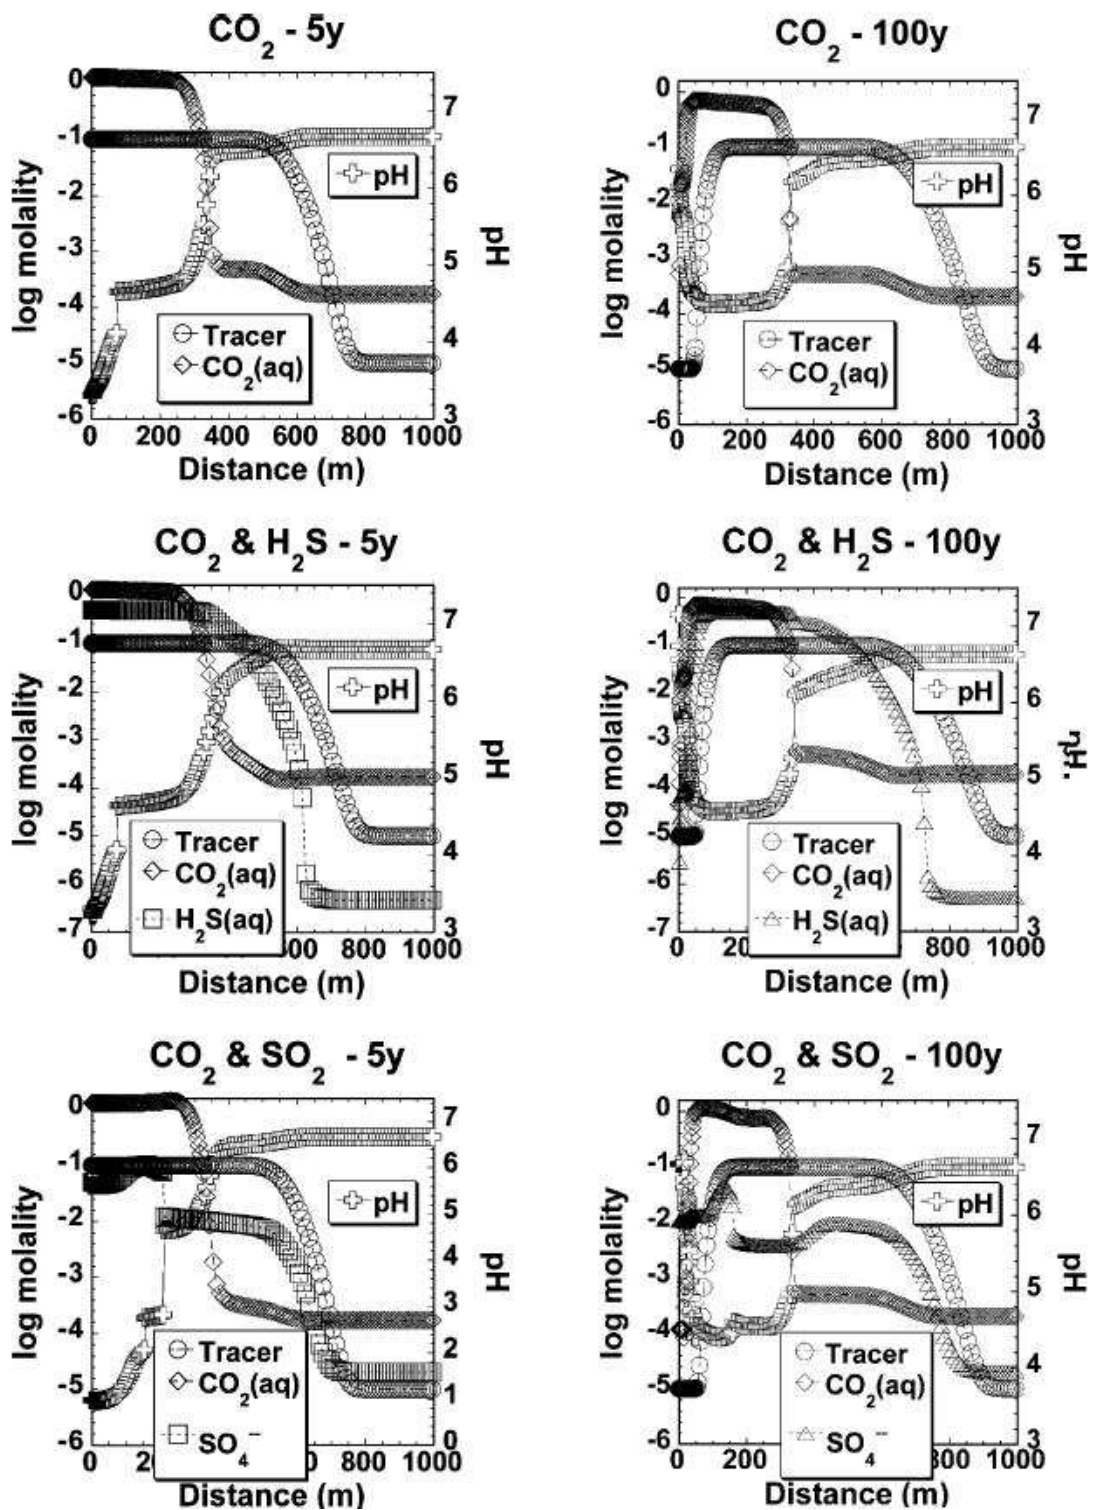 CO2 - 5y
0
-1
-2
-3
-4
-5
-6
log molality
7
6
5
4
3
pH
pH
Tracer
CO2(aq)
0 200 400 600 800 1000
Distance (m)
CO2 - 100y
0
-1
-2
-3
-4
-5
-6
log molality
7
6
5
4
3
pH
pH
Tracer
CO2(aq)
0 200 400 600 800 1000
Distance (m)
CO2 & H2S - 5y
0
-1
-2
-3
-4
-5
-6
-7
log molality
7
6
5
4
3
pH
pH
Tracer
CO2(aq)
H2S(aq)
0 600 800 1000
Distance (m)
CO2 & H2S - 100y
0
-1
-2
-3
-4
-5
-6
-7
log molality
7
6
5
4
3
pH
Tracer
CO2(aq)
H2S(aq)
0 800 1000
Distance (m)
CO2 & SO2 - 5y
0
-1
-2
-3
-4
-5
-6
log molality
7
6
5
4
3
2
1
0
pH
pH
Tracer
CO2(aq)
SO4--
0 800 1000
Distance (m)
CO2 & SO2 - 100y
0
-1
-2
-3
-4
-5
-6
log molality
7
6
5
4
3
pH
pH
Tracer
CO2(aq)
SO4--
0 200 800 1000
Distance (m)